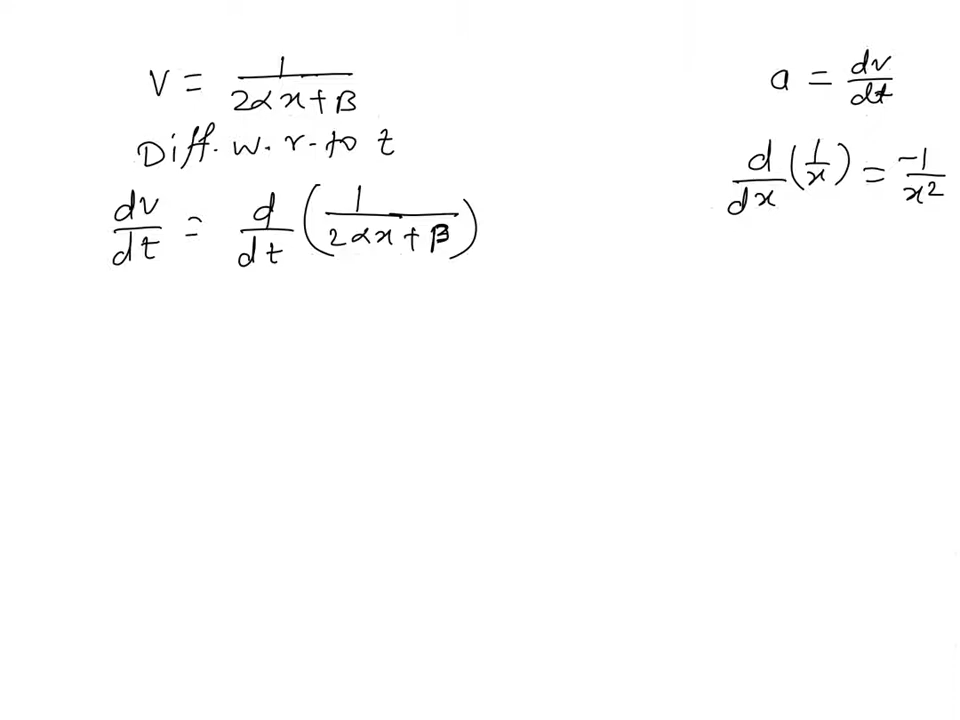 V = 1/(2αx+β)
Diff. w. r. to t
dv/dt = d/dt (1/(2αx+β))
a = dv/dt
d/dx (1/x) = -1/x²